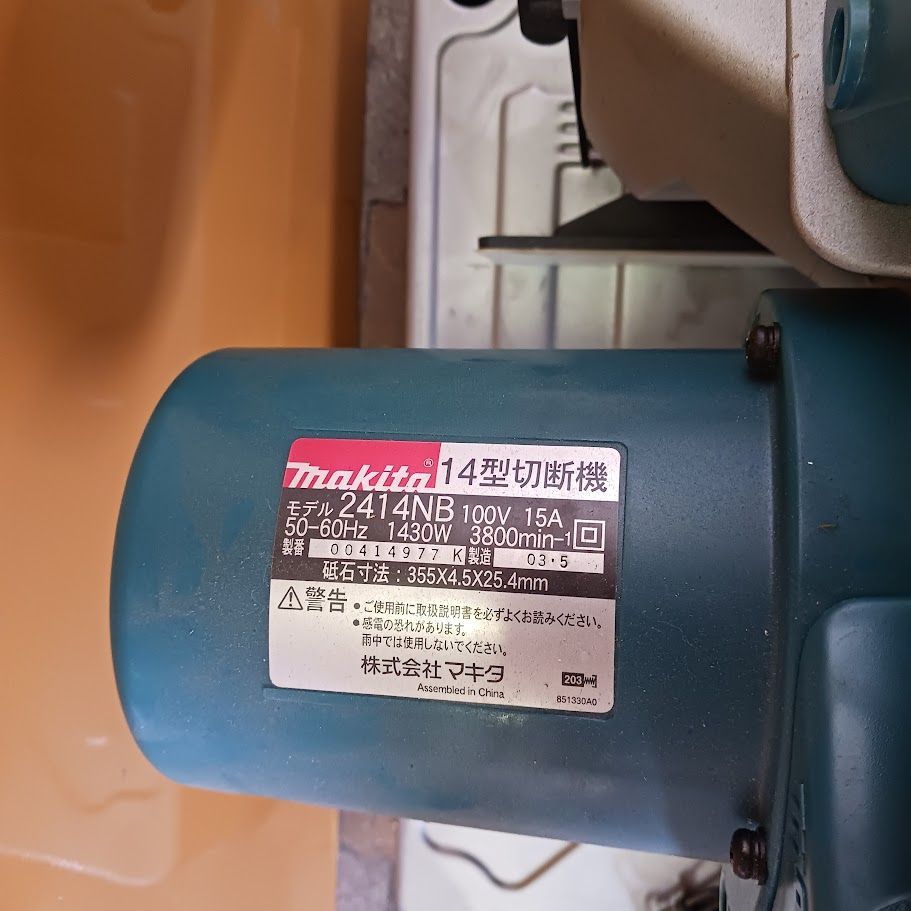 makita® 14型切断機
モデル 2414NB 100V 15A
50-60Hz 1430W 3800min-1
製番 00414977 K 製造 03・5
砥石寸法：355X4.5X25.4mm
⚠警告 ●ご使用前に取扱説明書を必ずよくお読みください。
●感電の恐れがあります。
雨中では使用しないでください。
株式会社マキタ
203
Assembled in China
851330A0